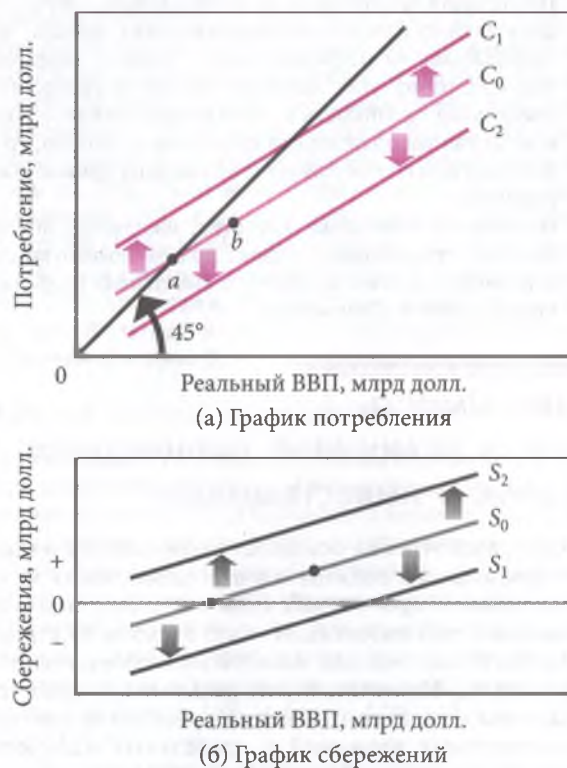 C₁
C₀
C₂
Потребление, млрд долл.
b
a
45°
0
Реальный ВВП, млрд долл.
(а) График потребления
S₂
S₀
S₁
Сбережения, млрд долл.
+
0
−
Реальный ВВП, млрд долл.
(б) График сбережений